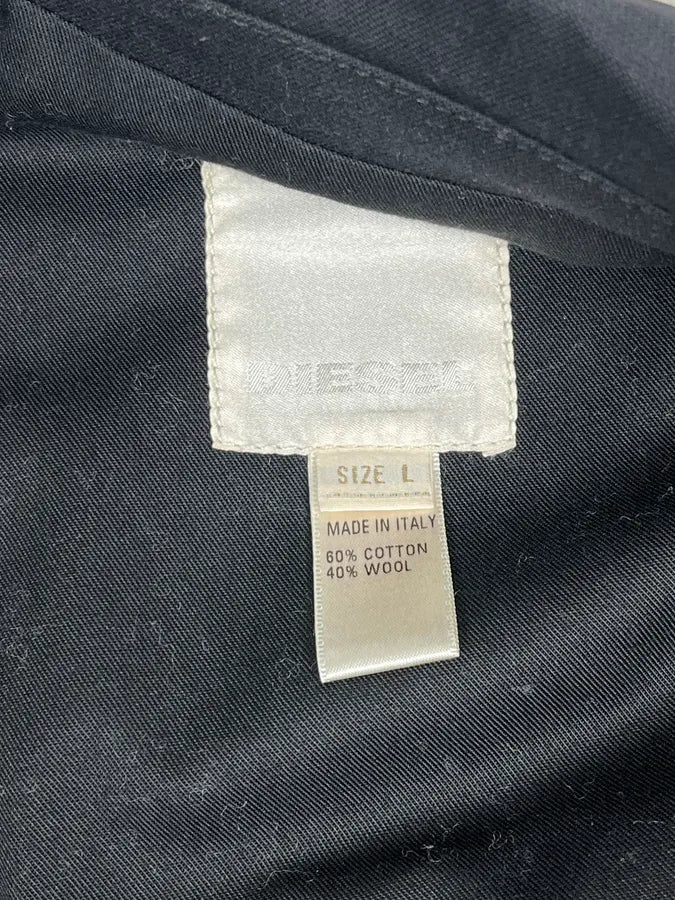 DIESEL
SIZE L
MADE IN ITALY
60% COTTON
40% WOOL